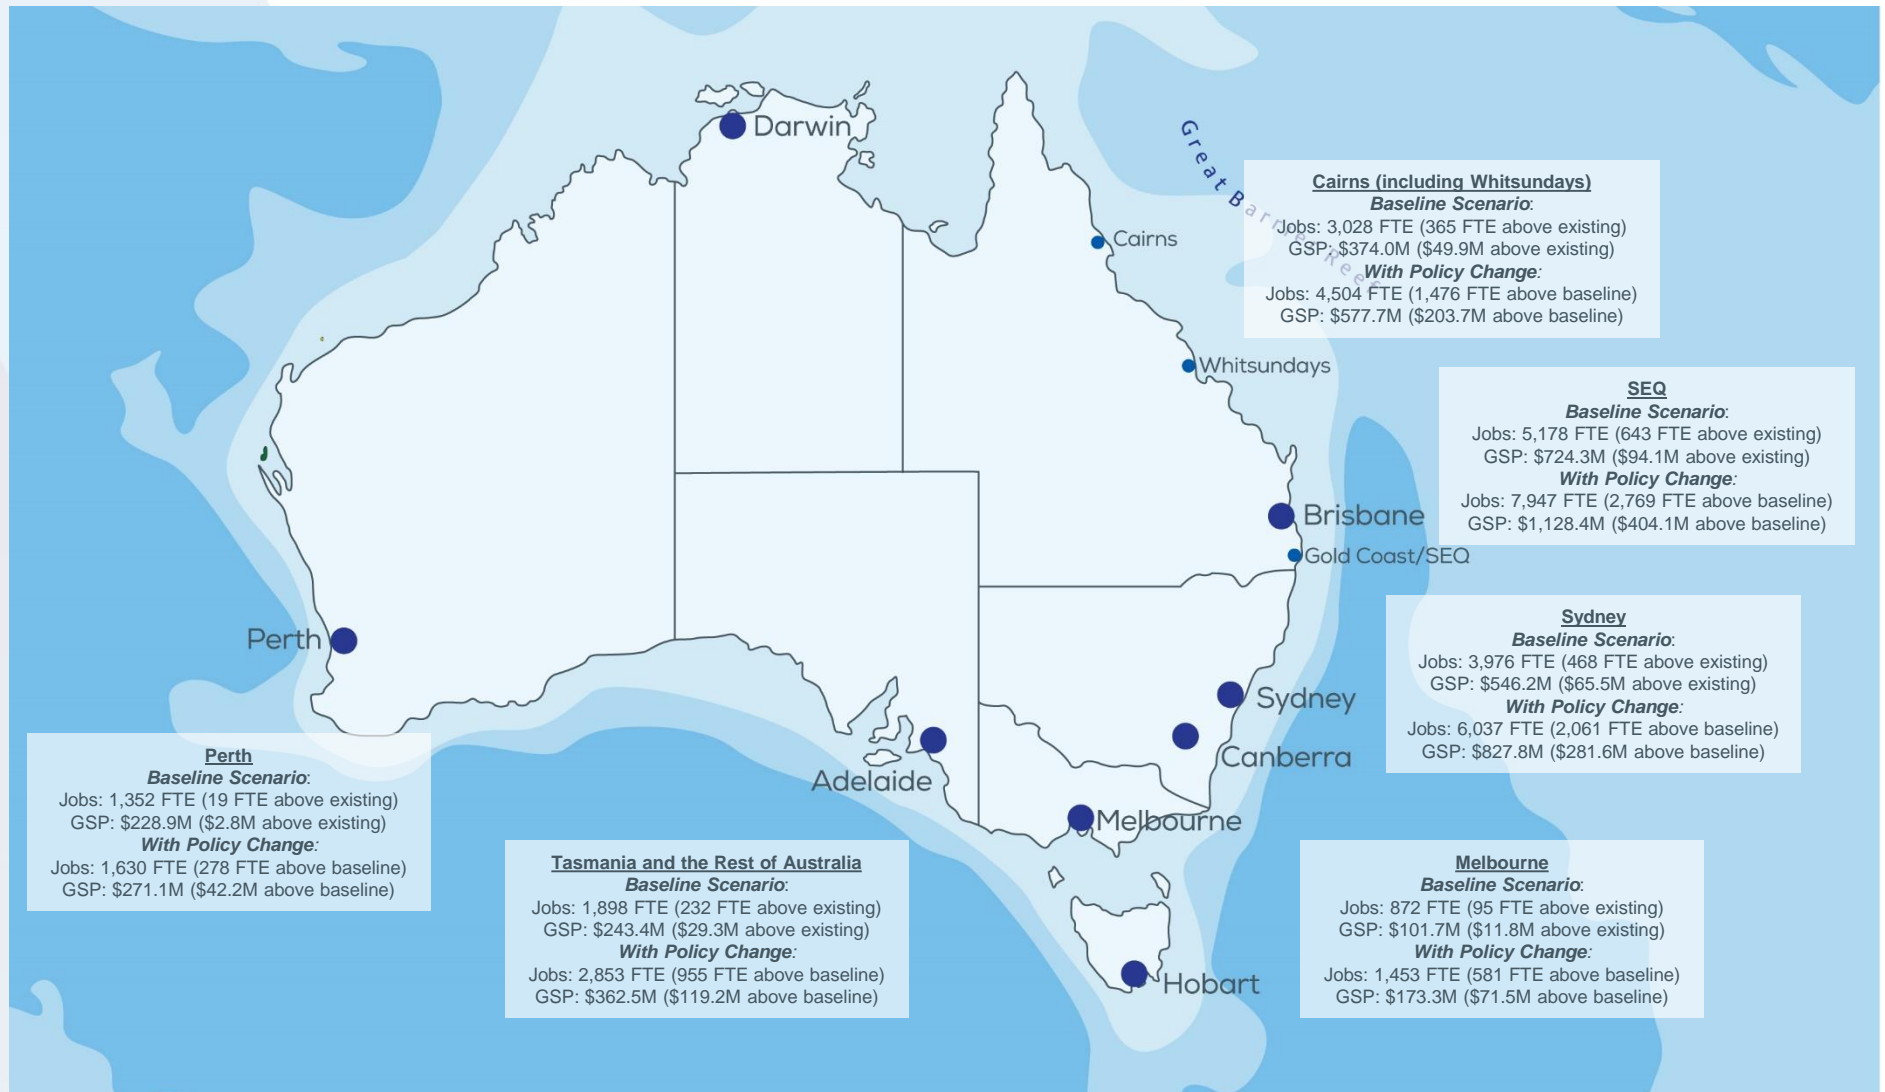 Darwin
Great Barrier Reef
Cairns (including Whitsundays)
Baseline Scenario:
Jobs: 3,028 FTE (365 FTE above existing)
GSP: $374.0M ($49.9M above existing)
With Policy Change:
Jobs: 4,504 FTE (1,476 FTE above baseline)
GSP: $577.7M ($203.7M above baseline)
Cairns
Whitsundays
SEQ
Baseline Scenario:
Jobs: 5,178 FTE (643 FTE above existing)
GSP: $724.3M ($94.1M above existing)
With Policy Change:
Jobs: 7,947 FTE (2,769 FTE above baseline)
GSP: $1,128.4M ($404.1M above baseline)
Brisbane
Gold Coast/SEQ
Sydney
Baseline Scenario:
Jobs: 3,976 FTE (468 FTE above existing)
GSP: $546.2M ($65.5M above existing)
With Policy Change:
Jobs: 6,037 FTE (2,061 FTE above baseline)
GSP: $827.8M ($281.6M above baseline)
Perth
Sydney
Canberra
Adelaide
Melbourne
Perth
Baseline Scenario:
Jobs: 1,352 FTE (19 FTE above existing)
GSP: $228.9M ($2.8M above existing)
With Policy Change:
Jobs: 1,630 FTE (278 FTE above baseline)
GSP: $271.1M ($42.2M above baseline)
Tasmania and the Rest of Australia
Baseline Scenario:
Jobs: 1,898 FTE (232 FTE above existing)
GSP: $243.4M ($29.3M above existing)
With Policy Change:
Jobs: 2,853 FTE (955 FTE above baseline)
GSP: $362.5M ($119.2M above baseline)
Melbourne
Baseline Scenario:
Jobs: 872 FTE (95 FTE above existing)
GSP: $101.7M ($11.8M above existing)
With Policy Change:
Jobs: 1,453 FTE (581 FTE above baseline)
GSP: $173.3M ($71.5M above baseline)
Hobart